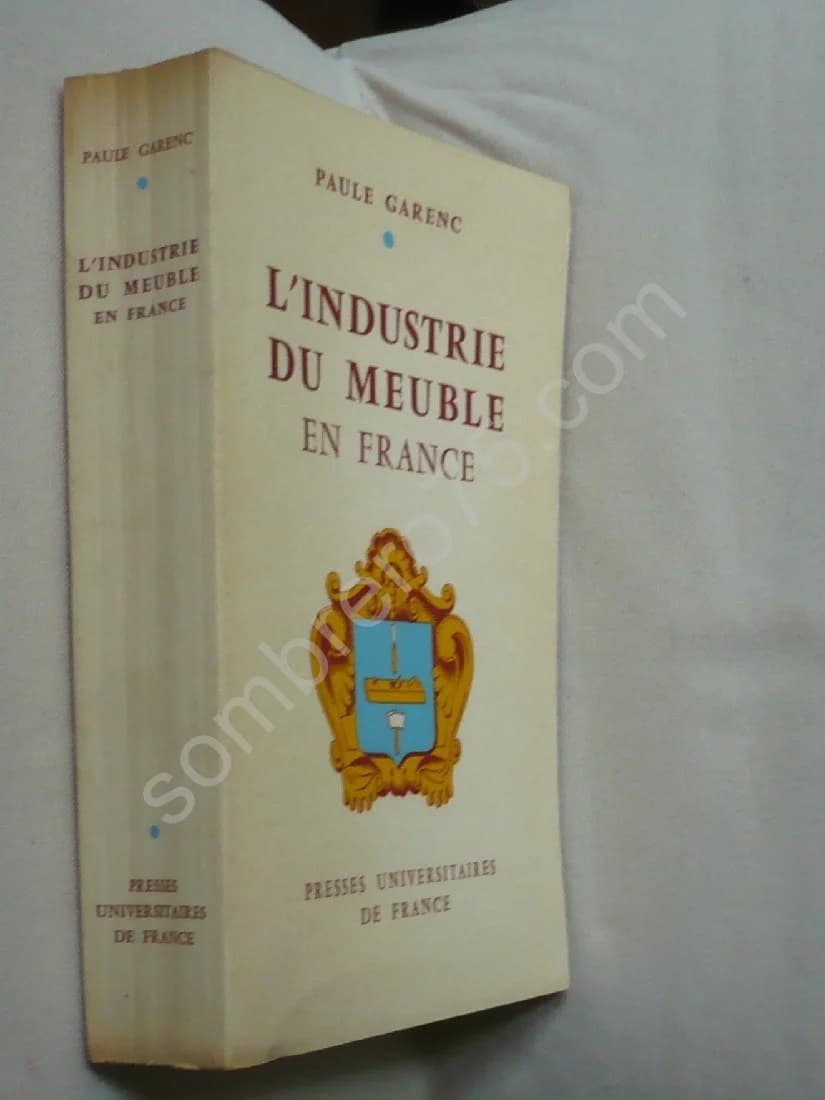 PAULE GARENC
L'INDUSTRIE
DU MEUBLE
EN FRANCE
PRESSES
UNIVERSITAIRES
DE FRANCE
PAULE GARENC
L'INDUSTRIE
DU MEUBLE
EN FRANCE
PRESSES UNIVERSITAIRES
DE FRANCE
sombrero75.com